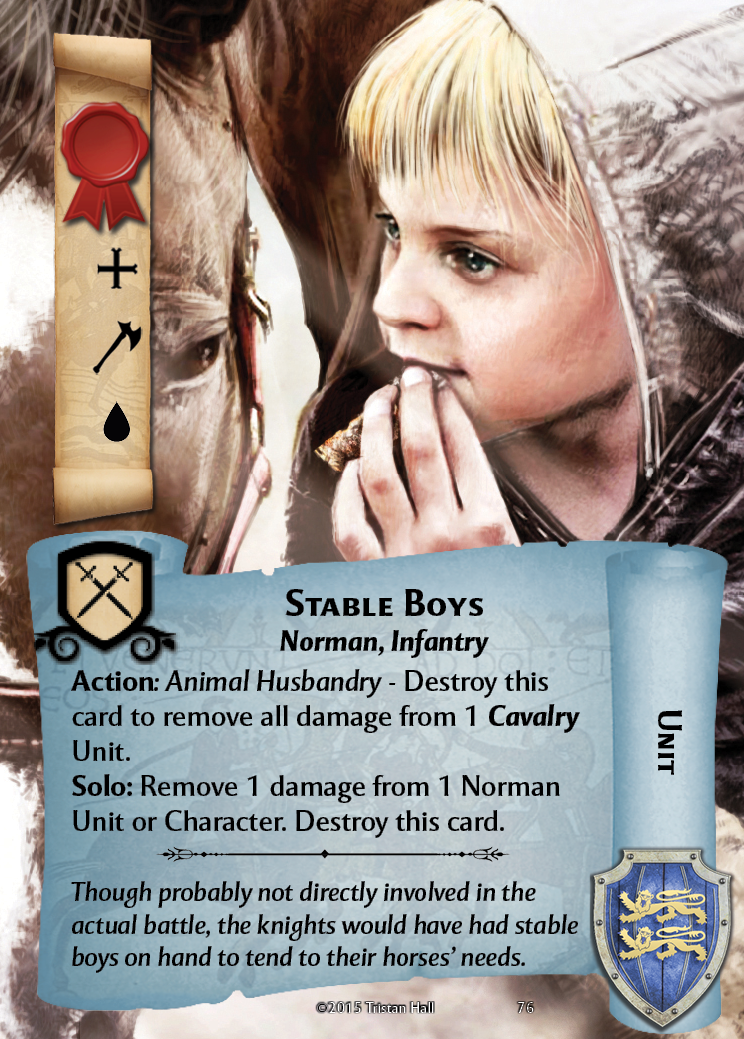 Stable Boys
Norman, Infantry
Action: Animal Husbandry - Destroy this
card to remove all damage from 1 Cavalry
Unit.
Solo: Remove 1 damage from 1 Norman
Unit or Character. Destroy this card.
Though probably not directly involved in the
actual battle, the knights would have had stable
boys on hand to tend to their horses' needs.
Unit
©2015 Tristan Hall 76